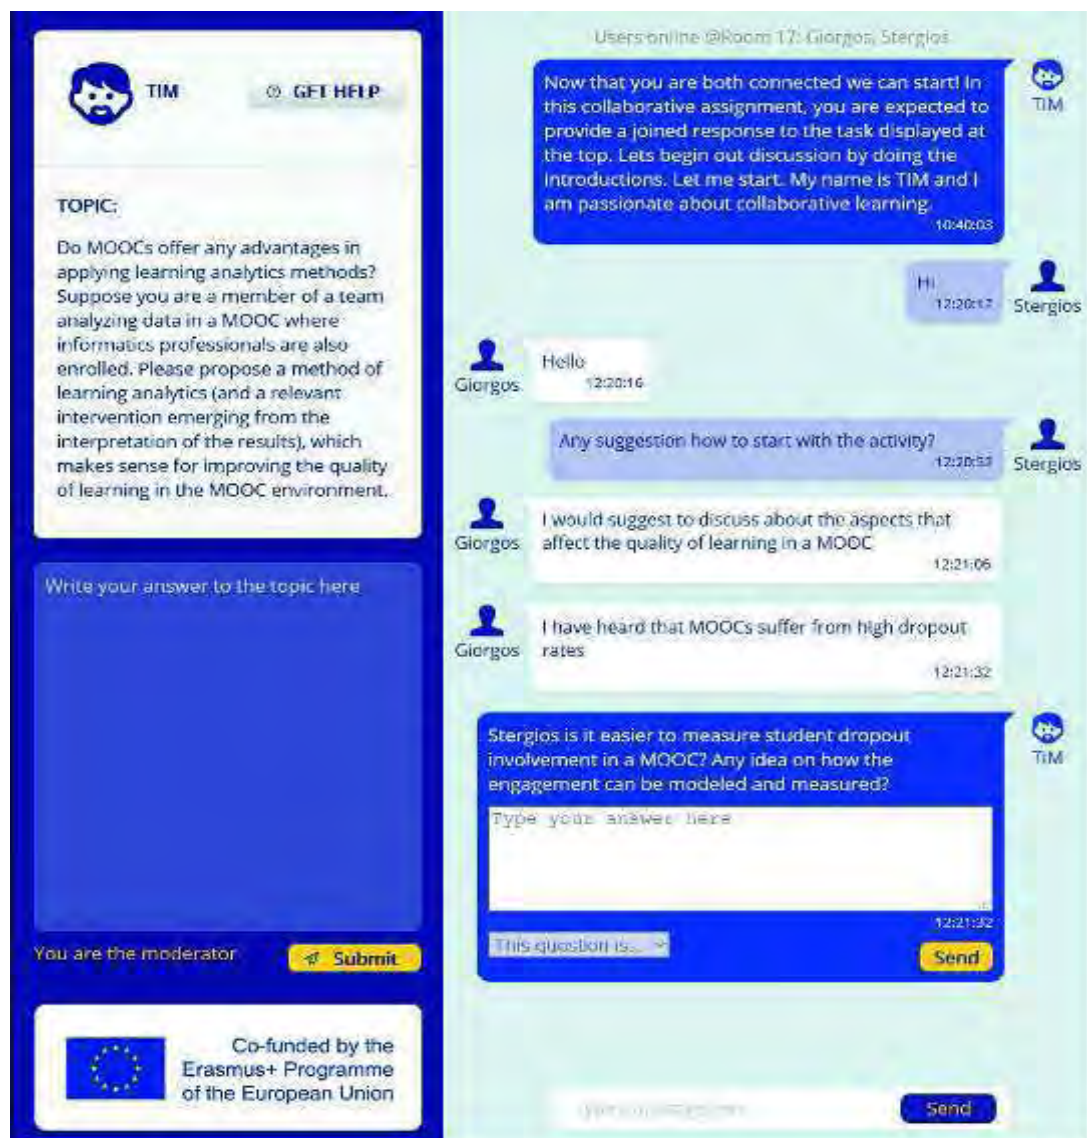 TIM
GET HELP
TOPIC:
Do MOOCs offer any advantages in
applying learning analytics methods?
Suppose you are a member of a team
analyzing data in a MOOC where
informatics professionals are also
enrolled. Please propose a method of
learning analytics (and a relevant
intervention emerging from the
interpretation of the results), which
makes sense for improving the quality
of learning in the MOOC environment.
Write your answer to the topic here
You are the moderator
Submit
Co-funded by the
Erasmus+ Programme
of the European Union
Users online @Room 17: Giorgos, Stergios
Now that you are both connected we can start! In
this collaborative assignment, you are expected to
provide a joined response to the task displayed at
the top. Lets begin out discussion by doing the
introductions. Let me start. My name is TIM and I
am passionate about collaborative learning.
10:40:03
TIM
Hi
Stergios
Hello
12:20:16
Giorgos
Any suggestion how to start with the activity?
Stergios
I would suggest to discuss about the aspects that
affect the quality of learning in a MOOC
12:21:06
Giorgos
I have heard that MOOCs suffer from high dropout
rates
12:21:32
Giorgos
Stergios is it easier to measure student dropout
involvement in a MOOC? Any idea on how the
engagement can be modeled and measured?
Type your answer here
12:21:32
This question is...
Send
TIM
Send